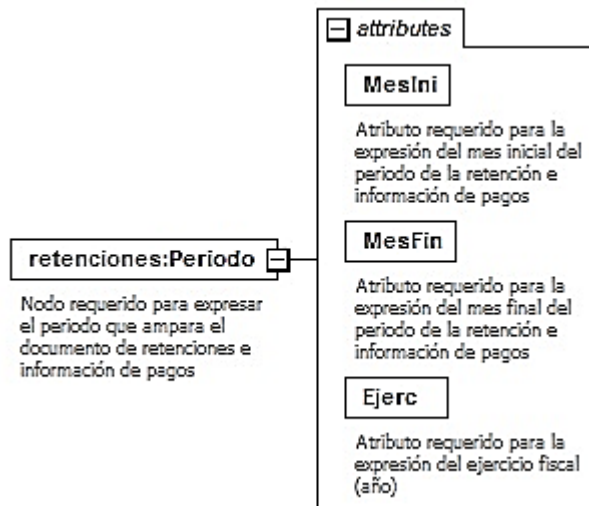 attributes
MesIni
Atributo requerido para la
expresión del mes inicial del
periodo de la retención e
información de pagos
retenciones:Periodo
Nodo requerido para expresar
el periodo que ampara el
documento de retenciones e
información de pagos
MesFin
Atributo requerido para la
expresión del mes final del
periodo de la retención e
información de pagos
Ejerc
Atributo requerido para la
expresión del ejercicio fiscal
(año)